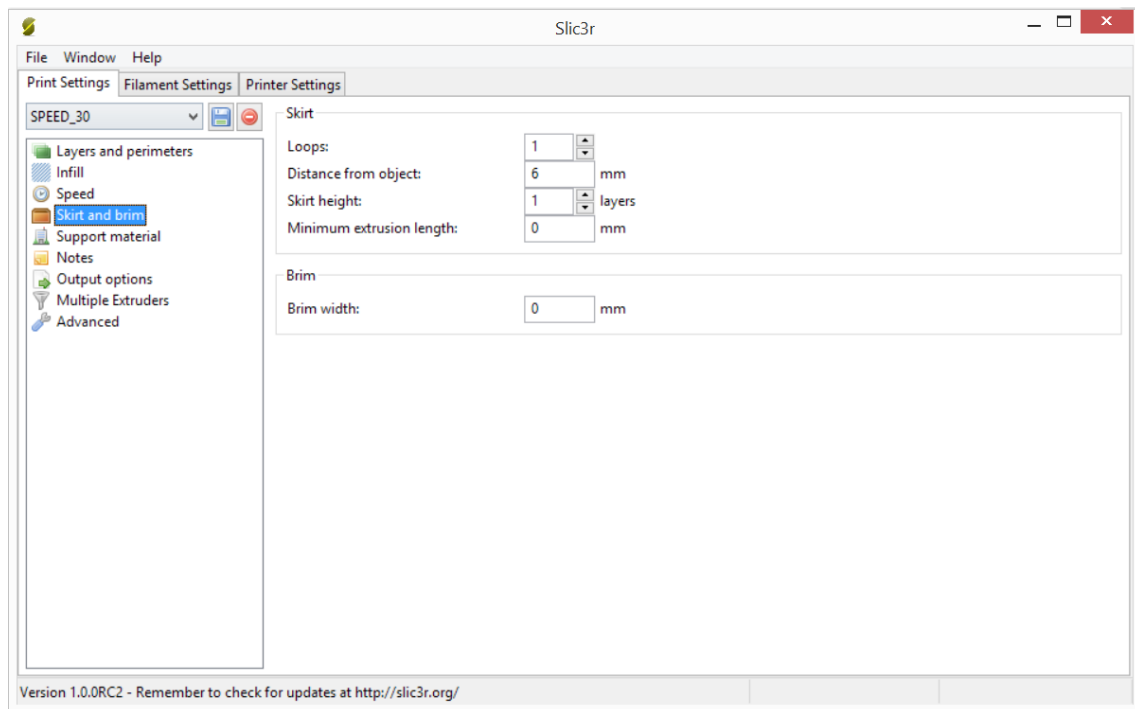 Slic3r
File Window Help
Print Settings Filament Settings Printer Settings
SPEED_30
Layers and perimeters
Infill
Speed
Skirt and brim
Support material
Notes
Output options
Multiple Extruders
Advanced
Skirt
Loops: 1
Distance from object: 6 mm
Skirt height: 1 layers
Minimum extrusion length: 0 mm
Brim
Brim width: 0 mm
Version 1.0.0RC2 - Remember to check for updates at http://slic3r.org/